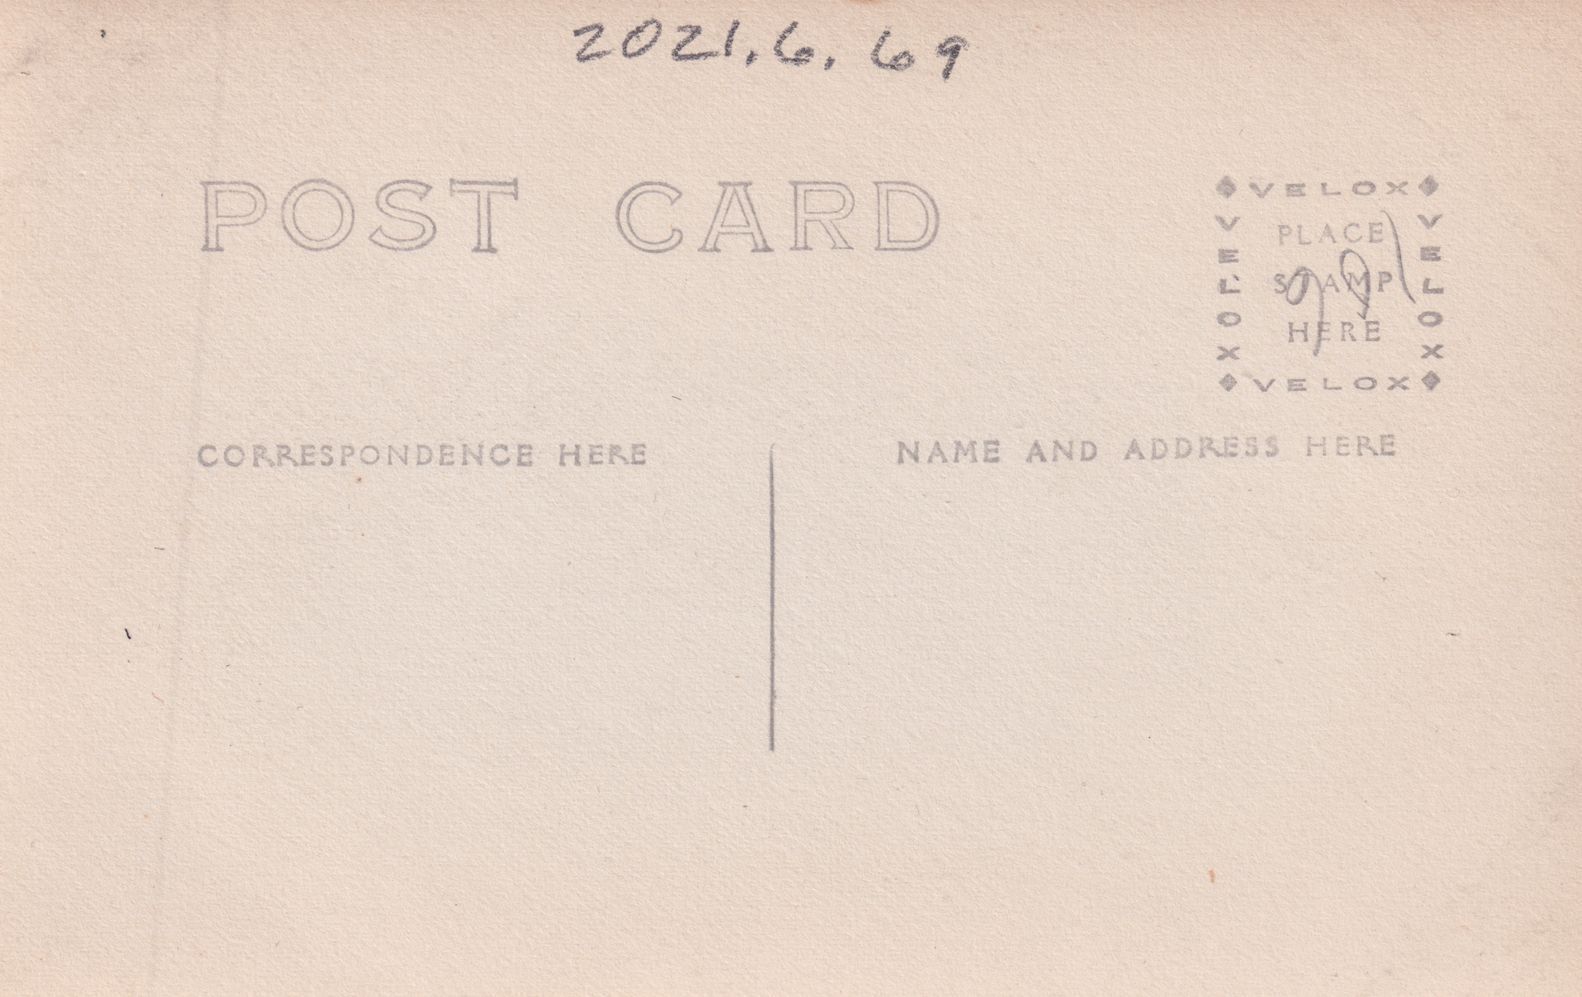 2021.6.69
POST CARD
VELOX
VELOX
PLACE
STAMP
HERE
VELOX
VELOX
CORRESPONDENCE HERE
NAME AND ADDRESS HERE